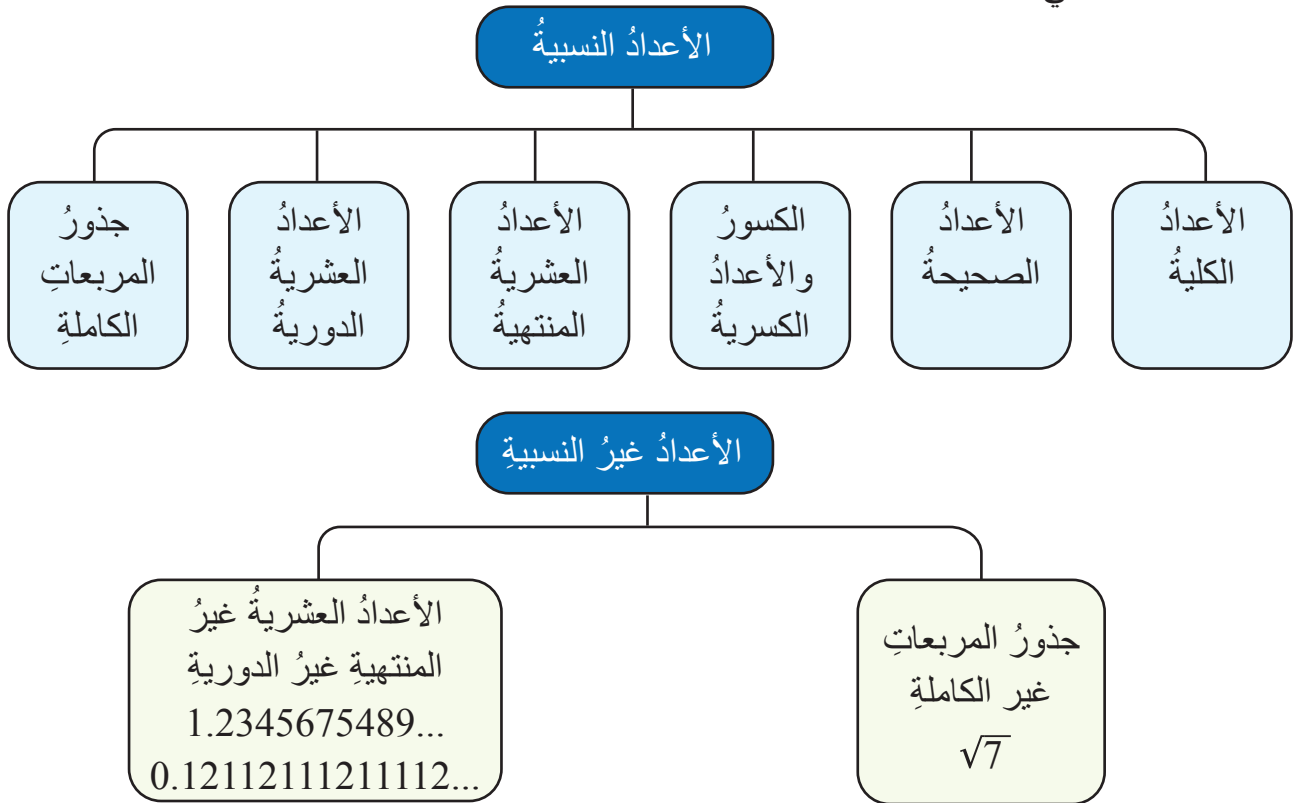 في
الأعدادُ النسبيةُ
الأعدادُ
الكليةُ
الأعدادُ
الصحيحةُ
الكسورُ
والأعدادُ
الكسريةُ
الأعدادُ
العشريةُ
المنتهيةُ
الأعدادُ
العشريةُ
الدوريةُ
جذورُ
المربعاتِ
الكاملةِ
الأعدادُ غيرُ النسبيةِ
جذورُ المربعاتِ
غير الكاملةِ
√7
الأعدادُ العشريةُ غيرُ
المنتهيةِ غيرُ الدوريةِ
1.2345675489...
0.12112111211112...